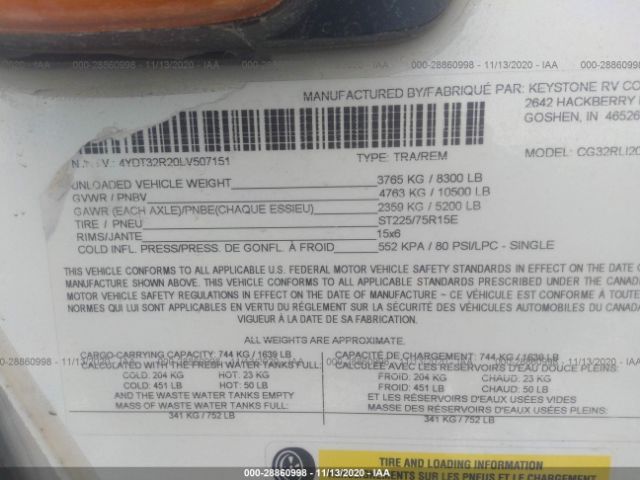 000-28860998 - 11/13/2020 - IAA
MANUFACTURED BY/FABRIQUÉ PAR: KEYSTONE RV CO
2642 HACKBERRY
GOSHEN, IN 46526
4YDT32R20LV507151
TYPE: TRA/REM
MODEL: CG32RLI20
UNLOADED VEHICLE WEIGHT 3765 KG / 8300 LB
GVWR / PNBV 4763 KG / 10500 LB
GAWR (EACH AXLE)/PNBE(CHAQUE ESSIEU) 2359 KG / 5200 LB
TIRE / PNEU ST225/75R15E
RIMS/JANTE 15x6
COLD INFL. PRESS/PRESS. DE GONFL. À FROID 552 KPA / 80 PSI/LPC - SINGLE
THIS VEHICLE CONFORMS TO ALL APPLICABLE U.S. FEDERAL MOTOR VEHICLE SAFETY STANDARDS IN EFFECT ON THE DATE OF
MANUFACTURE SHOWN ABOVE. THIS VEHICLE CONFORMS TO ALL APPLICABLE STANDARDS PRESCRIBED UNDER THE CANADA
MOTOR VEHICLE SAFETY REGULATIONS IN EFFECT ON THE DATE OF MANUFACTURE ~ CE VÉHICULE EST CONFORME À TOUTE
NORMES QUI LUI SONT APPLICABLES EN VERTU DU RÉGLEMENT SUR LA SÉCURITÉ DES VÉHICULES AUTOMOBILES DU CANADA
VIGUEUR À LA DATE DE SA FABRICATION.
ALL WEIGHTS ARE APPROXIMATE.
CARGO-CARRYING CAPACITY: 744 KG / 1639 LB
CALCULATED WITH THE FRESH WATER TANKS FULL:
COLD: 204 KG HOT: 23 KG
COLD: 451 LB HOT: 50 LB
AND THE WASTE WATER TANKS EMPTY
MASS OF WASTE WATER TANKS FULL:
341 KG / 752 LB
CAPACITÉ DE CHARGEMENT: 744 KG / 1639 LB
CALCULÉE AVEC LES RESERVOIRS D'EAU DOUCE PLEINS:
FROID: 204 KG CHAUD: 23 KG
FROID: 451 LB CHAUD: 50 LB
ET LES RÉSERVOIRS D'EAUX USÉES VIDES
MASSE DES RÉSERVOIRS D'EAUX USÉES PLEINS:
341 KG / 752 LB
TIRE AND LOADING INFORMATION
000-28860998 - 11/13/2020 - IAA